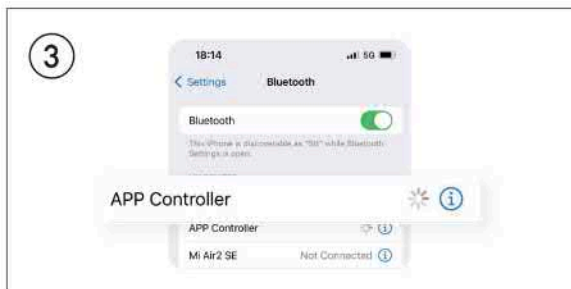 3
18:14
5G
Settings
Bluetooth
Bluetooth
This iPhone is discoverable as "Sit" while Bluetooth
Settings is open.
APP Controller
APP Controller
Mi Air2 SE Not Connected